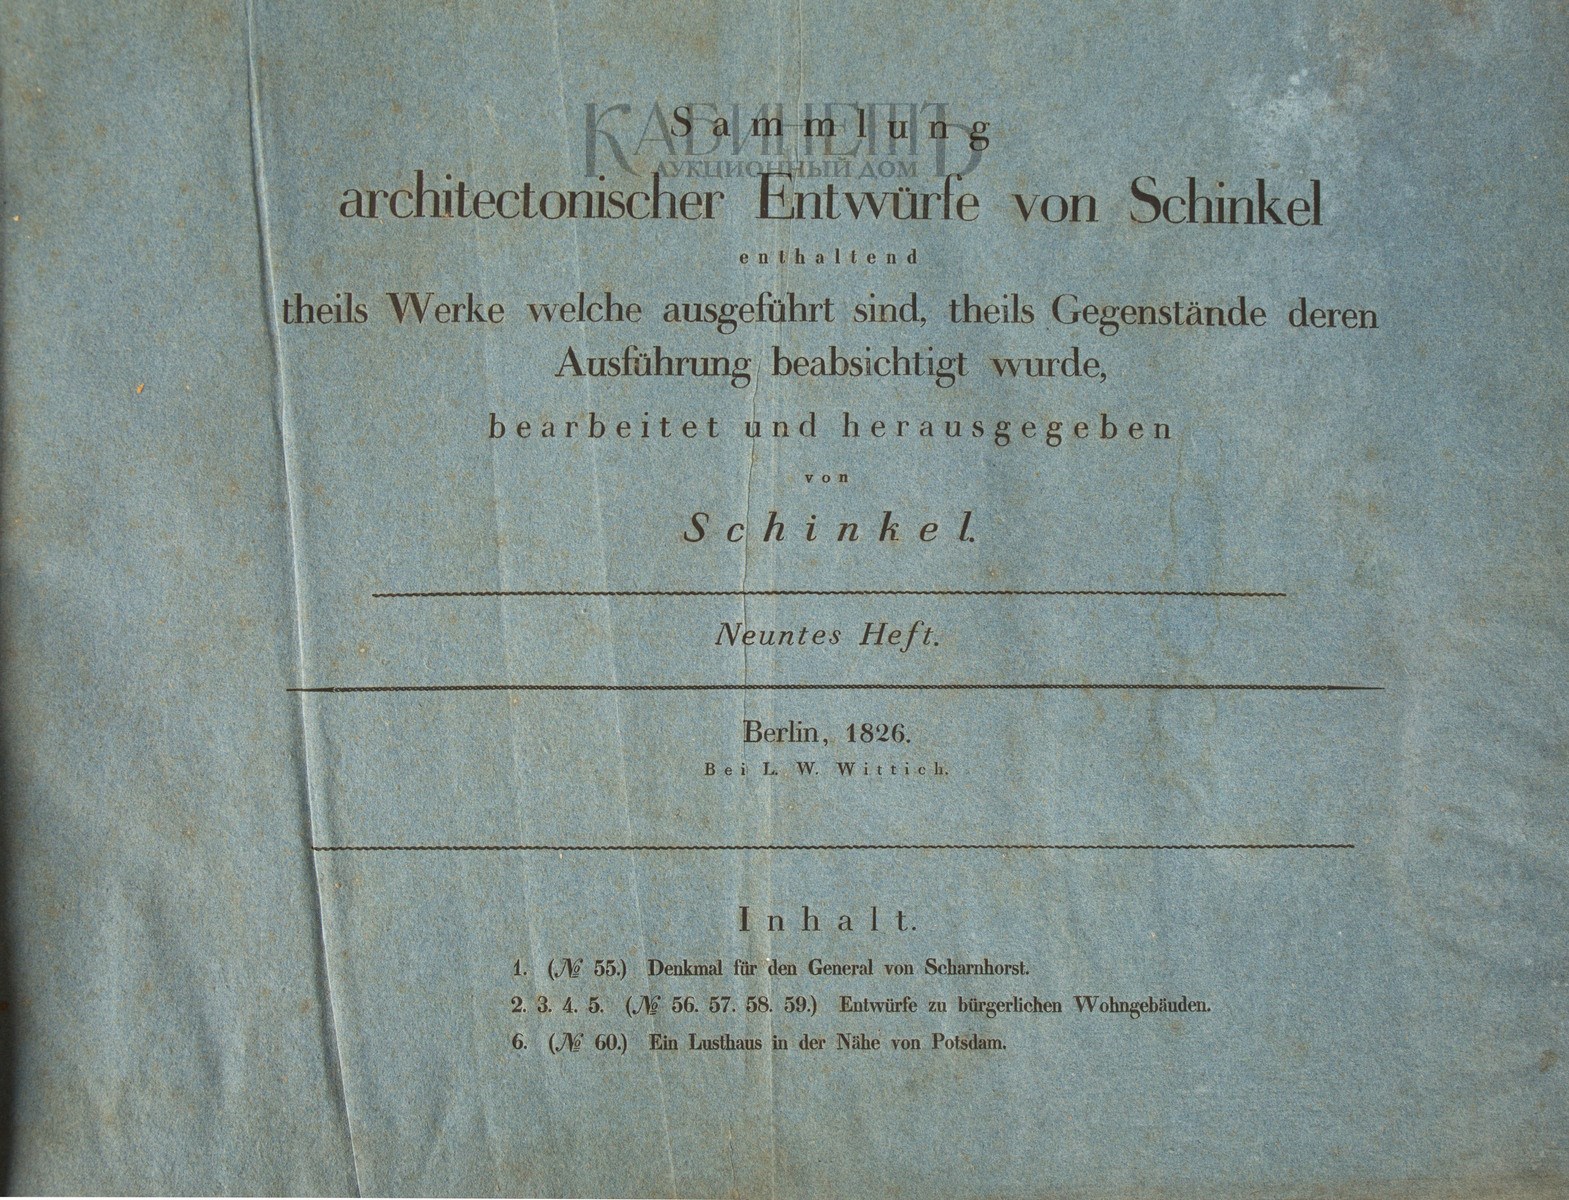 КАБИНЕТЪ
АУКЦИОННЫЙ ДОМ
Sammlung
architectonischer Entwürfe von Schinkel
enthaltend
theils Werke welche ausgeführt sind, theils Gegenstände deren
Ausführung beabsichtigt wurde,
bearbeitet und herausgegeben
von
Schinkel.
Neuntes Heft.
Berlin, 1826.
Bei L. W. Wittich.
Inhalt.
1. (№ 55.) Denkmal für den General von Scharnhorst.
2. 3. 4. 5. (№ 56. 57. 58. 59.) Entwürfe zu bürgerlichen Wohngebäuden.
6. (№ 60.) Ein Lusthaus in der Nähe von Potsdam.